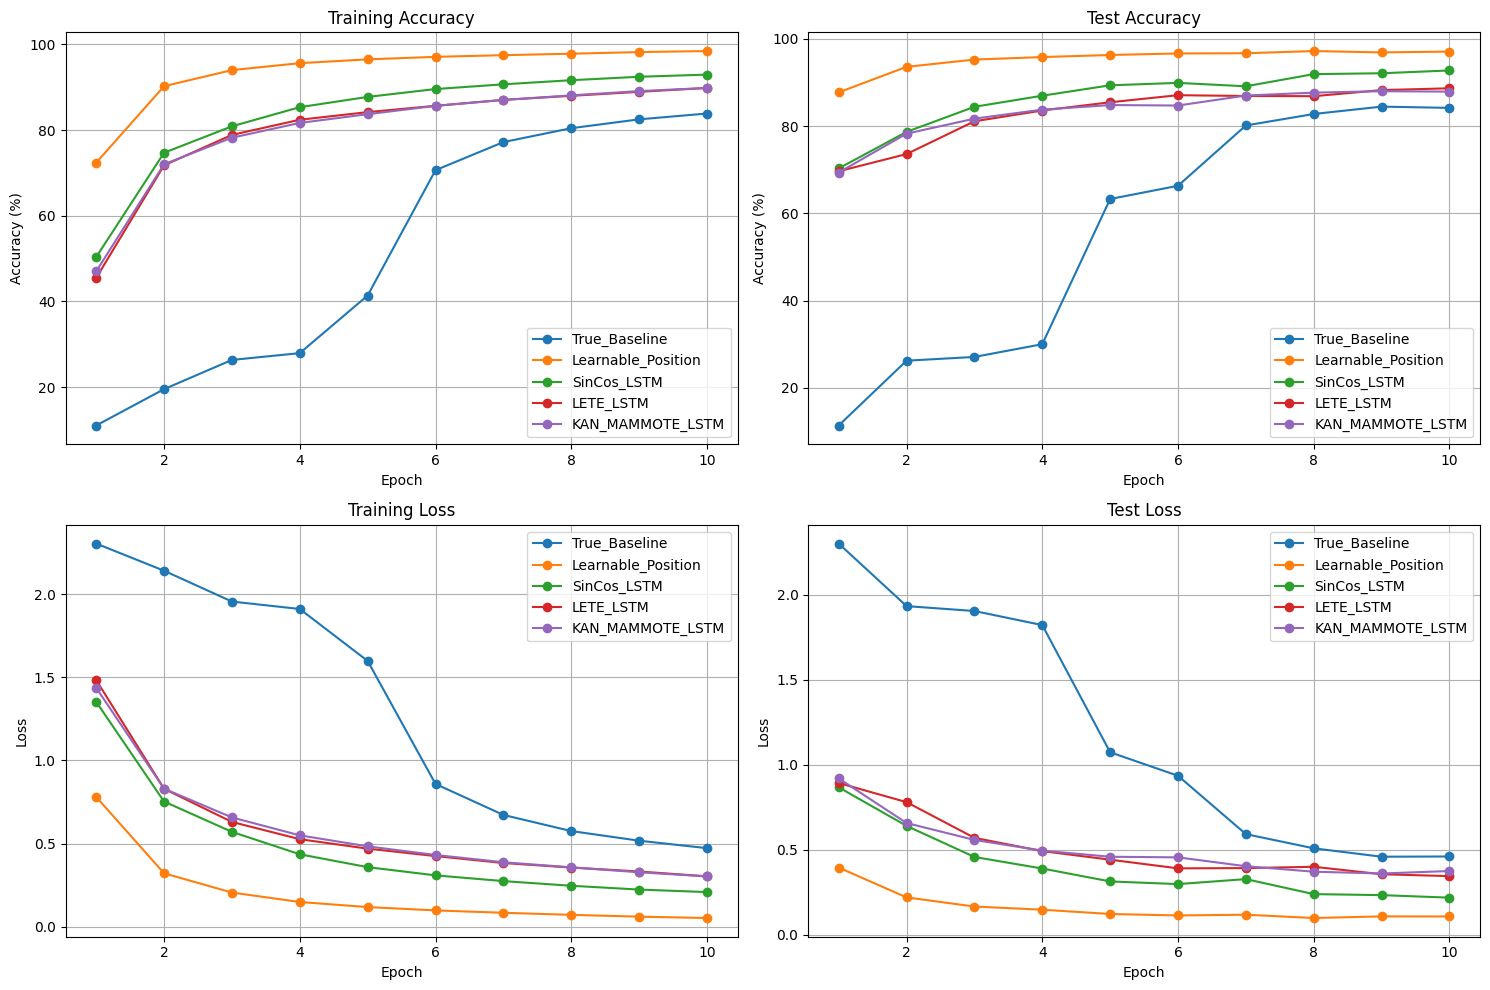 Training Accuracy
Accuracy (%)
100
80
60
40
20
2
4
6
8
10
Epoch
True_Baseline
Learnable_Position
SinCos_LSTM
LETE_LSTM
KAN_MAMMOTE_LSTM
Test Accuracy
Accuracy (%)
100
80
60
40
20
2
4
6
8
10
Epoch
True_Baseline
Learnable_Position
SinCos_LSTM
LETE_LSTM
KAN_MAMMOTE_LSTM
Training Loss
Loss
2.0
1.5
1.0
0.5
0.0
2
4
6
8
10
Epoch
True_Baseline
Learnable_Position
SinCos_LSTM
LETE_LSTM
KAN_MAMMOTE_LSTM
Test Loss
Loss
2.0
1.5
1.0
0.5
0.0
2
4
6
8
10
Epoch
True_Baseline
Learnable_Position
SinCos_LSTM
LETE_LSTM
KAN_MAMMOTE_LSTM